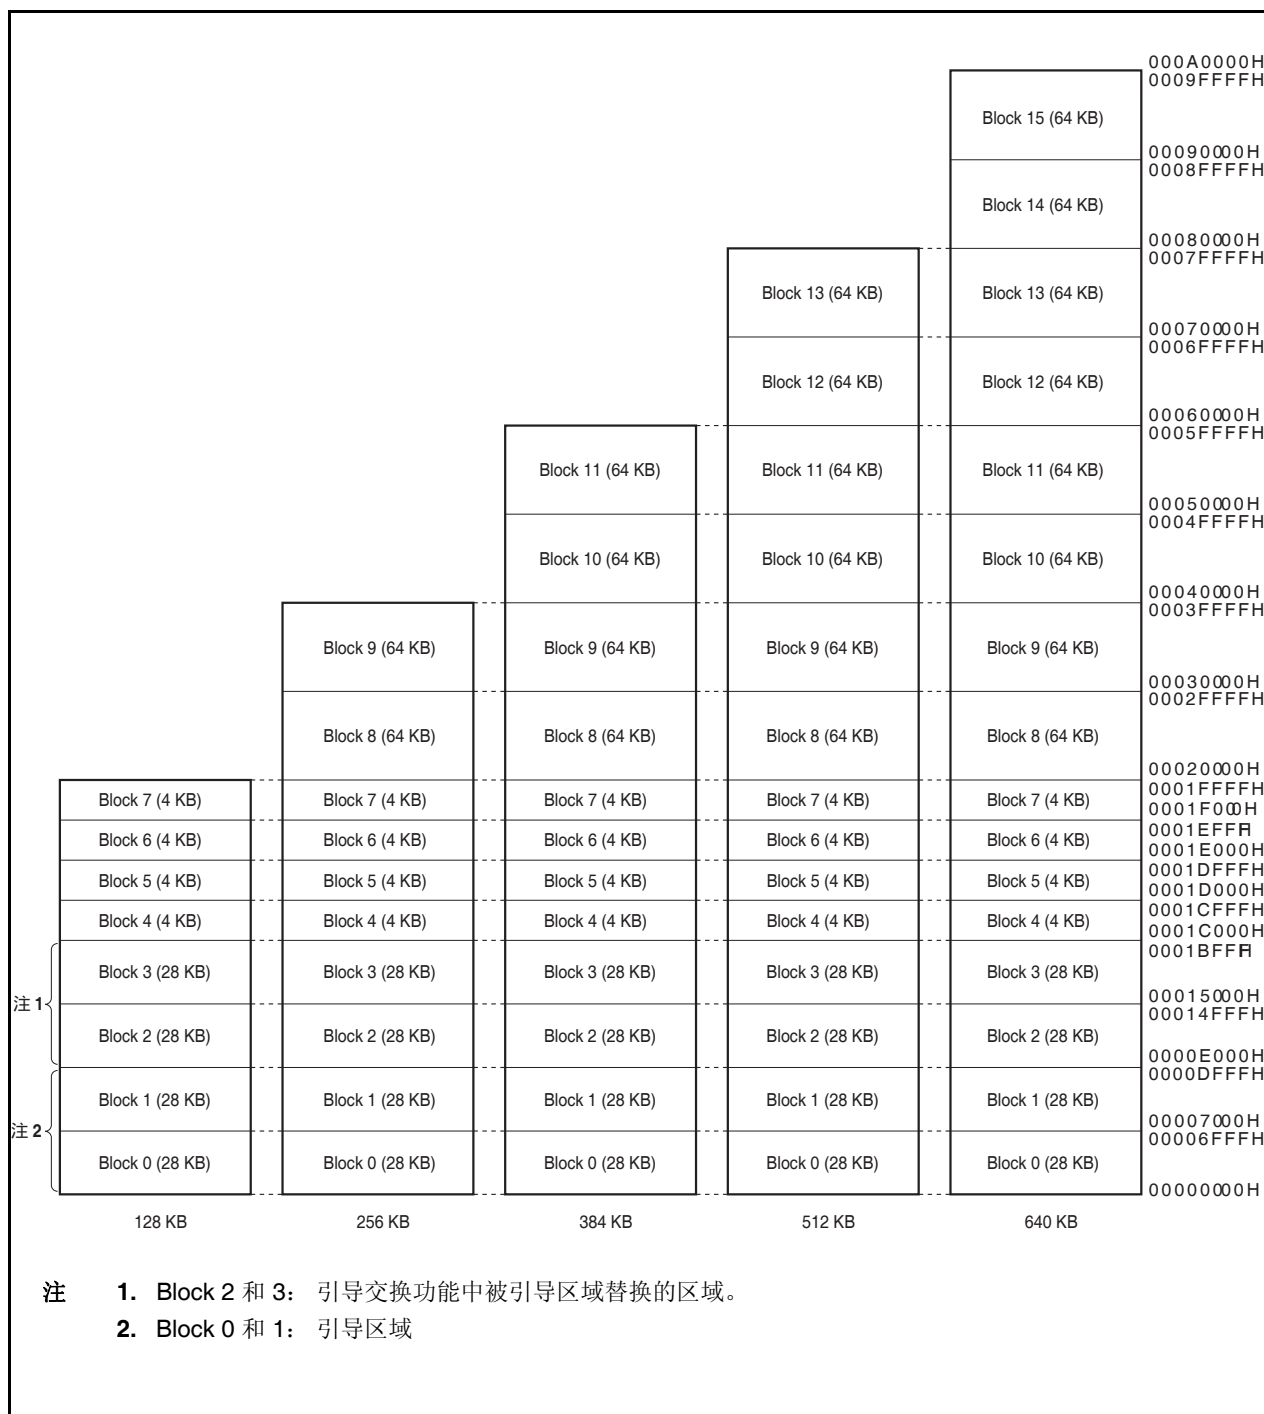 000A0000H
0009FFFFH
Block 15 (64 KB)
00090000H
0008FFFFH
Block 14 (64 KB)
00080000H
0007FFFFH
Block 13 (64 KB) Block 13 (64 KB)
00070000H
0006FFFFH
Block 12 (64 KB) Block 12 (64 KB)
00060000H
0005FFFFH
Block 11 (64 KB) Block 11 (64 KB) Block 11 (64 KB)
00050000H
0004FFFFH
Block 10 (64 KB) Block 10 (64 KB) Block 10 (64 KB)
00040000H
0003FFFFH
Block 9 (64 KB) Block 9 (64 KB) Block 9 (64 KB) Block 9 (64 KB)
00030000H
0002FFFFH
Block 8 (64 KB) Block 8 (64 KB) Block 8 (64 KB) Block 8 (64 KB)
00020000H
0001FFFFH
Block 7 (4 KB) Block 7 (4 KB) Block 7 (4 KB) Block 7 (4 KB) Block 7 (4 KB)
0001F000H
0001EFFFH
Block 6 (4 KB) Block 6 (4 KB) Block 6 (4 KB) Block 6 (4 KB) Block 6 (4 KB)
0001E000H
0001DFFFH
Block 5 (4 KB) Block 5 (4 KB) Block 5 (4 KB) Block 5 (4 KB) Block 5 (4 KB)
0001D000H
0001CFFFH
Block 4 (4 KB) Block 4 (4 KB) Block 4 (4 KB) Block 4 (4 KB) Block 4 (4 KB)
0001C000H
0001BFFFH
Block 3 (28 KB) Block 3 (28 KB) Block 3 (28 KB) Block 3 (28 KB) Block 3 (28 KB)
注 1
00015000H
00014FFFH
Block 2 (28 KB) Block 2 (28 KB) Block 2 (28 KB) Block 2 (28 KB) Block 2 (28 KB)
0000E000H
0000DFFFH
Block 1 (28 KB) Block 1 (28 KB) Block 1 (28 KB) Block 1 (28 KB) Block 1 (28 KB)
注 2
00007000H
00006FFFH
Block 0 (28 KB) Block 0 (28 KB) Block 0 (28 KB) Block 0 (28 KB) Block 0 (28 KB)
00000000H
128 KB 256 KB 384 KB 512 KB 640 KB
注 1. Block 2 和 3： 引导交换功能中被引导区域替换的区域。
2. Block 0 和 1： 引导区域